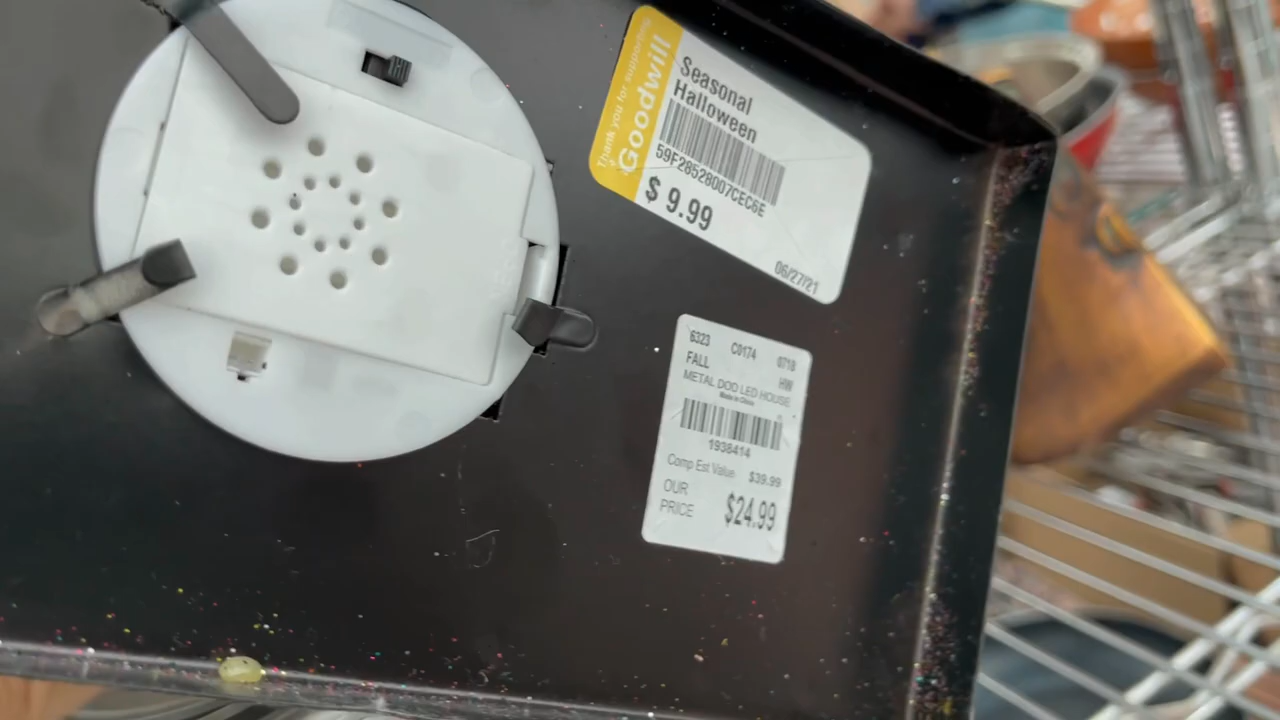 Thank you for supporting
Goodwill
Seasonal
Halloween
59F28528007CEC6E
$ 9.99
06/27/21
6323 C0174 0718
FALL HW
METAL DOD LED HOUSE
Made in China
1938414
Comp Est Value $39.99
OUR
PRICE $24.99